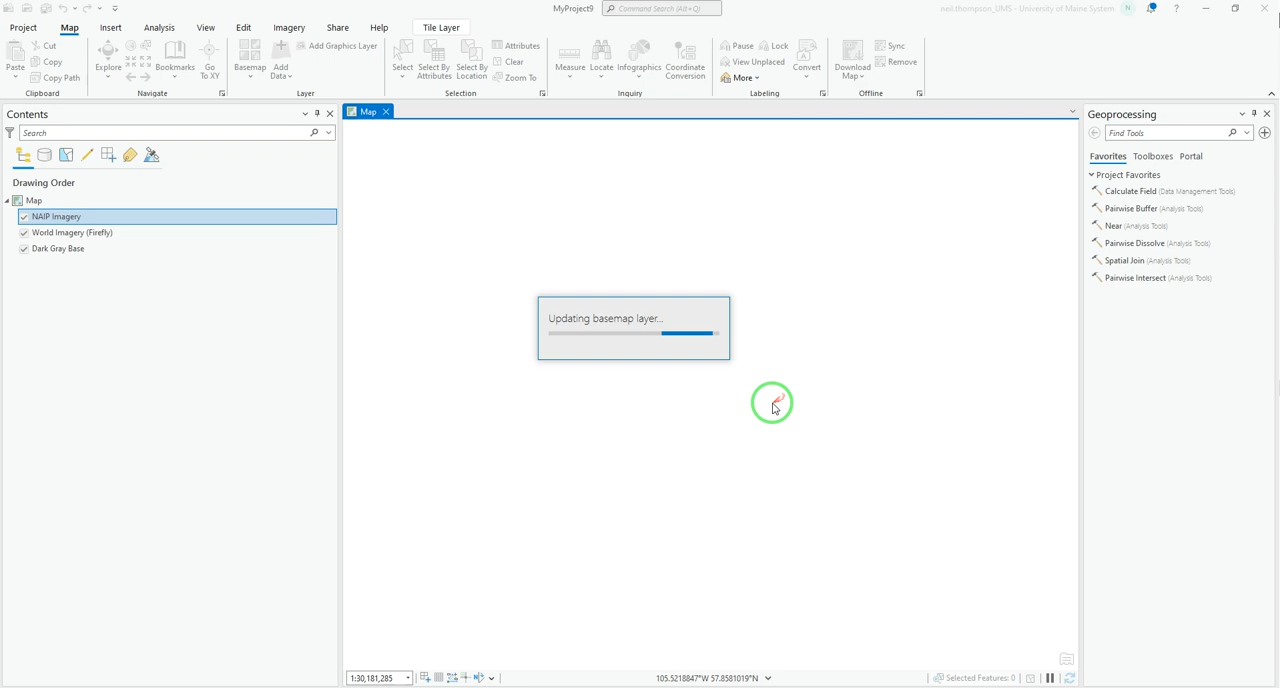 MyProject9
Command Search (Alt+Q)
neil.thompson_UMS - University of Maine System
N
?
Project
Map
Insert
Analysis
View
Edit
Imagery
Share
Help
Tile Layer
Paste
Cut
Copy
Copy Path
Clipboard
Explore
Bookmarks
Go To XY
Navigate
Basemap
Add Data
Add Graphics Layer
Layer
Select
Select By Attributes
Select By Location
Attributes
Clear
Zoom To
Selection
Measure
Locate
Infographics
Coordinate Conversion
Inquiry
Pause
Lock
View Unplaced
More
Convert
Labeling
Download Map
Sync
Remove
Offline
Contents
Search
Drawing Order
Map
NAIP Imagery
World Imagery (Firefly)
Dark Gray Base
Map
Updating basemap layer...
1:30,181,285
105.5218847°W 57.8581019°N
Selected Features: 0
Geoprocessing
Find Tools
Favorites
Toolboxes
Portal
Project Favorites
Calculate Field (Data Management Tools)
Pairwise Buffer (Analysis Tools)
Near (Analysis Tools)
Pairwise Dissolve (Analysis Tools)
Spatial Join (Analysis Tools)
Pairwise Intersect (Analysis Tools)